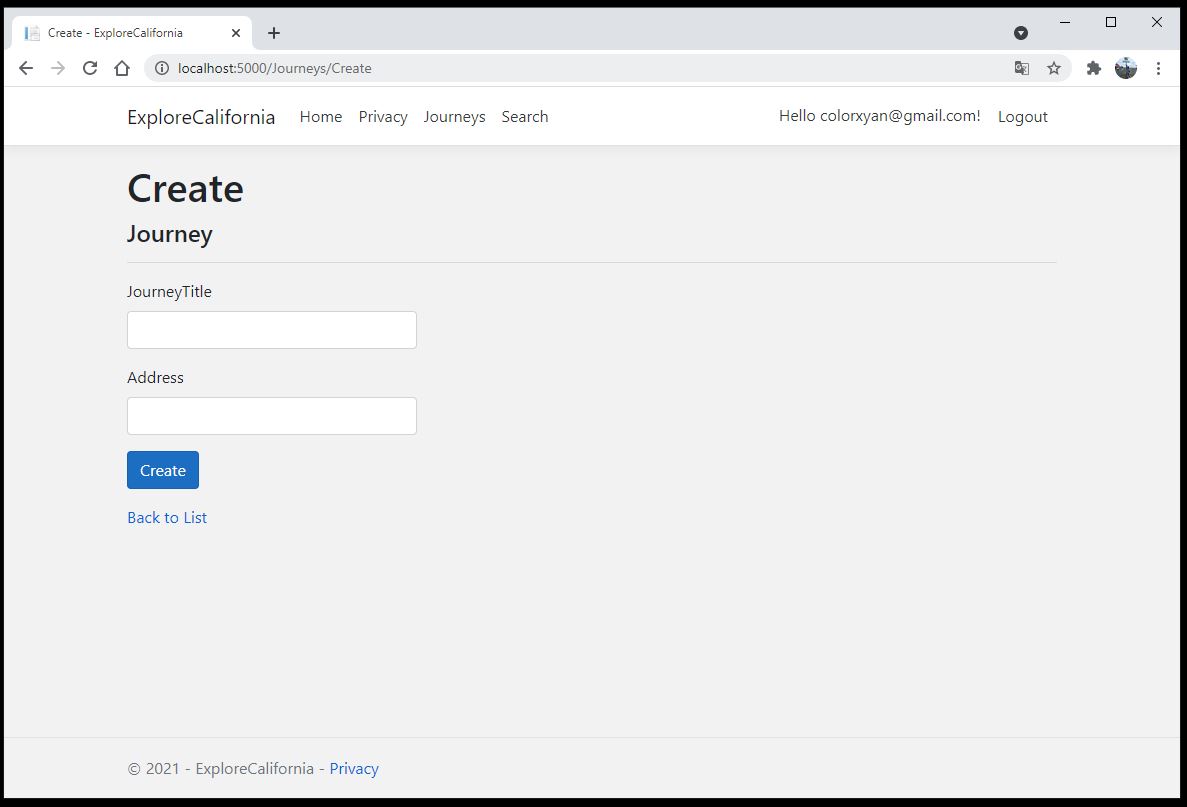 Create - ExploreCalifornia
localhost:5000/Journeys/Create
ExploreCalifornia Home Privacy Journeys Search Hello colorxyan@gmail.com! Logout
Create
Journey
JourneyTitle
Address
Create
Back to List
© 2021 - ExploreCalifornia - Privacy